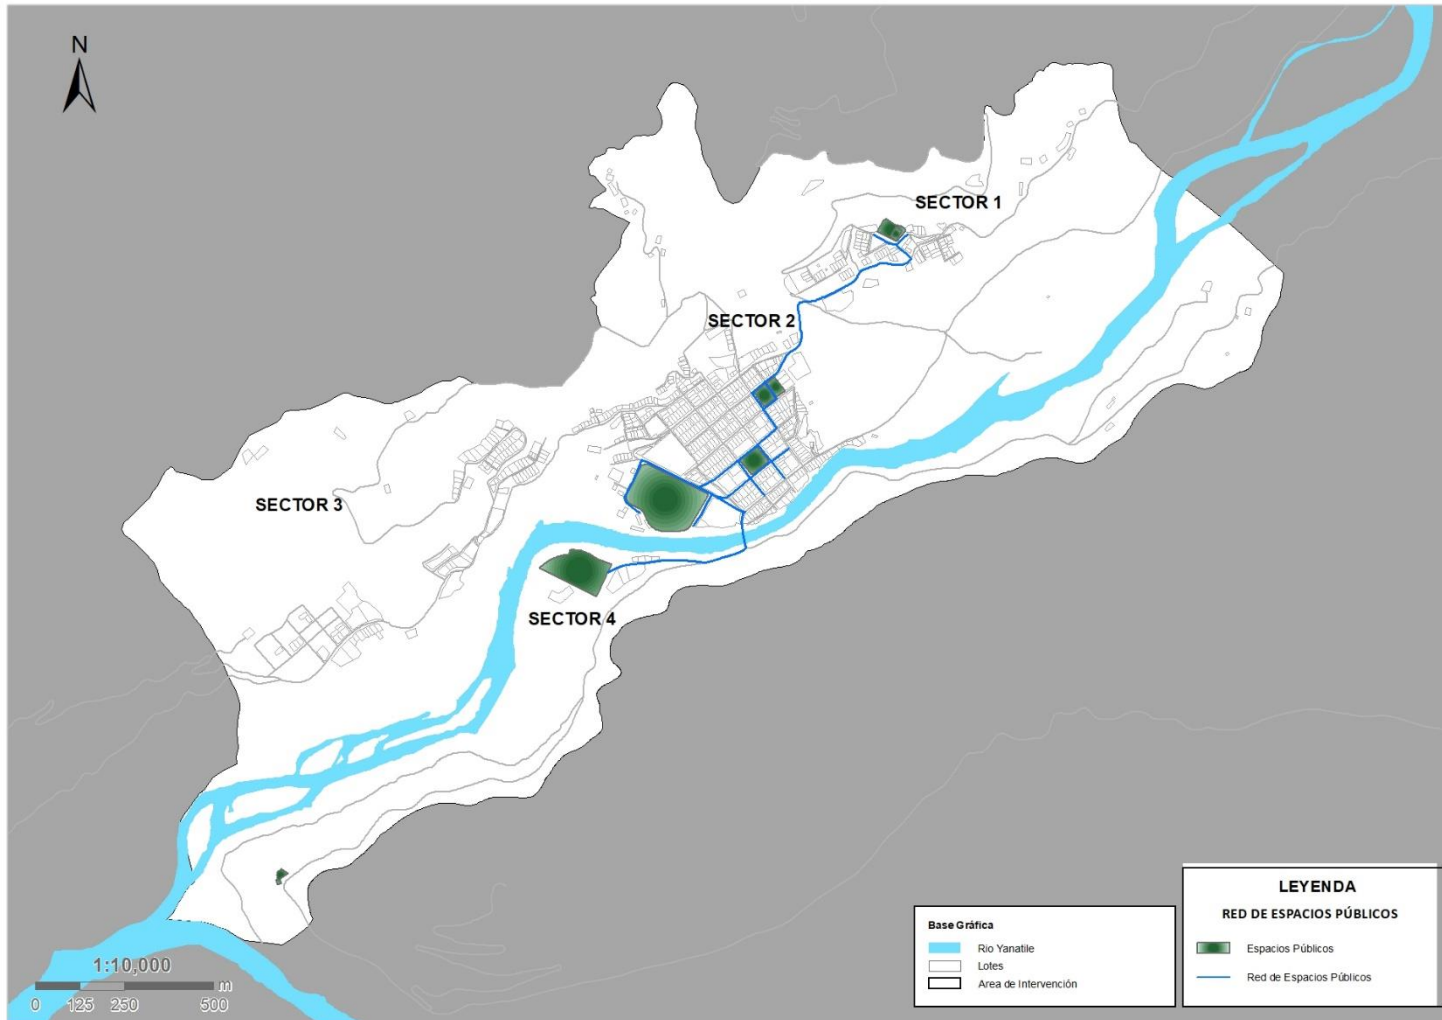 N
SECTOR 1
SECTOR 2
SECTOR 3
SECTOR 4
1:10,000
0 125 250 500 m
Base Gráfica
Rio Yanatile
Lotes
Area de Intervención
LEYENDA
RED DE ESPACIOS PÚBLICOS
Espacios Públicos
Red de Espacios Públicos